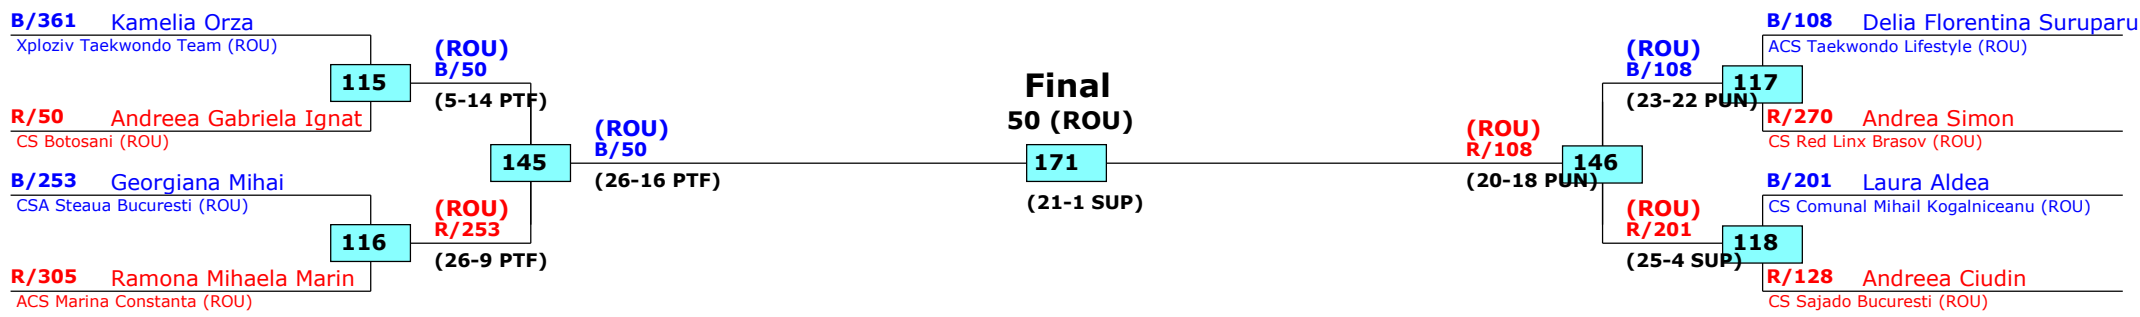 B/361 Kamelia Orza
Xploziv Taekwondo Team (ROU)
115
R/50 Andreea Gabriela Ignat
CS Botosani (ROU)
B/253 Georgiana Mihai
CSA Steaua Bucuresti (ROU)
116
R/305 Ramona Mihaela Marin
ACS Marina Constanta (ROU)
(ROU)
B/50
(5-14 PTF)
145
(ROU)
R/253
(26-9 PTF)
(ROU)
B/50
(26-16 PTF)
Final
50 (ROU)
171
(21-1 SUP)
(ROU)
R/108
(20-18 PUN)
146
(ROU)
B/108
(23-22 PUN)
(ROU)
R/201
(25-4 SUP)
B/108 Delia Florentina Suruparu
ACS Taekwondo Lifestyle (ROU)
117
R/270 Andrea Simon
CS Red Linx Brasov (ROU)
B/201 Laura Aldea
CS Comunal Mihail Kogalniceanu (ROU)
118
R/128 Andreea Ciudin
CS Sajado Bucuresti (ROU)